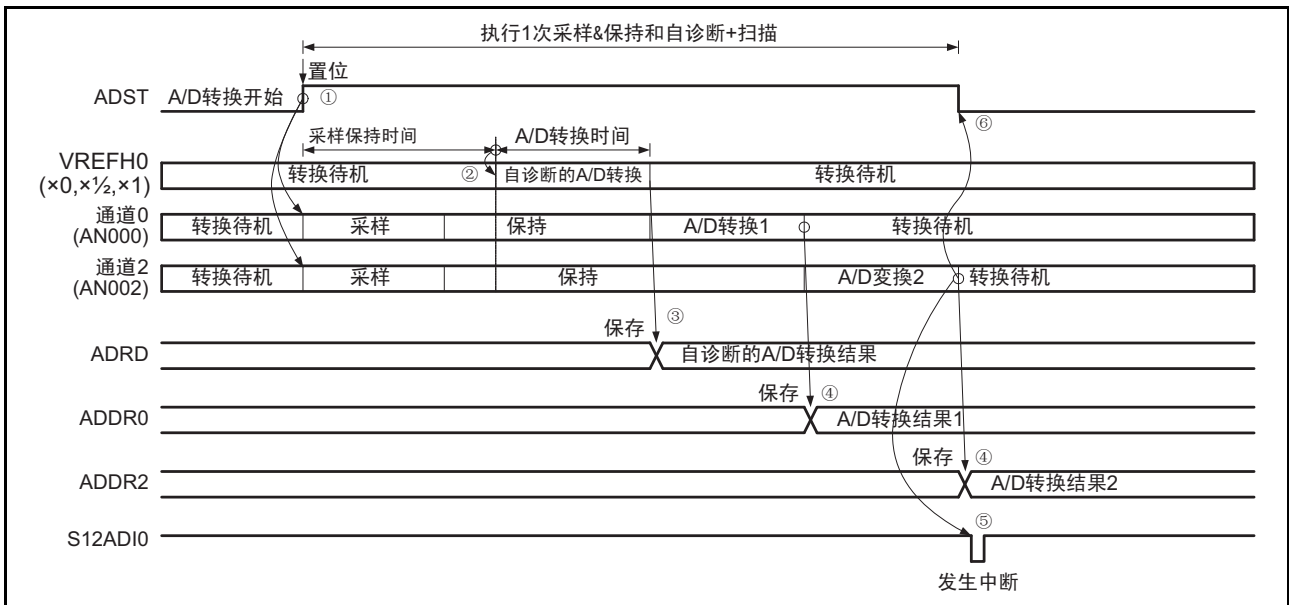 执行1次采样&保持和自诊断+扫描
置位
ADST A/D转换开始 ① ⑥
采样保持时间 A/D转换时间
VREFH0
(×0,×½,×1)
转换待机 ② 自诊断的A/D转换 转换待机
通道0
(AN000)
转换待机 采样 保持 A/D转换1 转换待机
通道2
(AN002)
转换待机 采样 保持 A/D变换2 转换待机
保存 ③
ADRD 自诊断的A/D转换结果
保存 ④
ADDR0 A/D转换结果1
保存 ④
ADDR2 A/D转换结果2
⑤
S12ADI0
发生中断